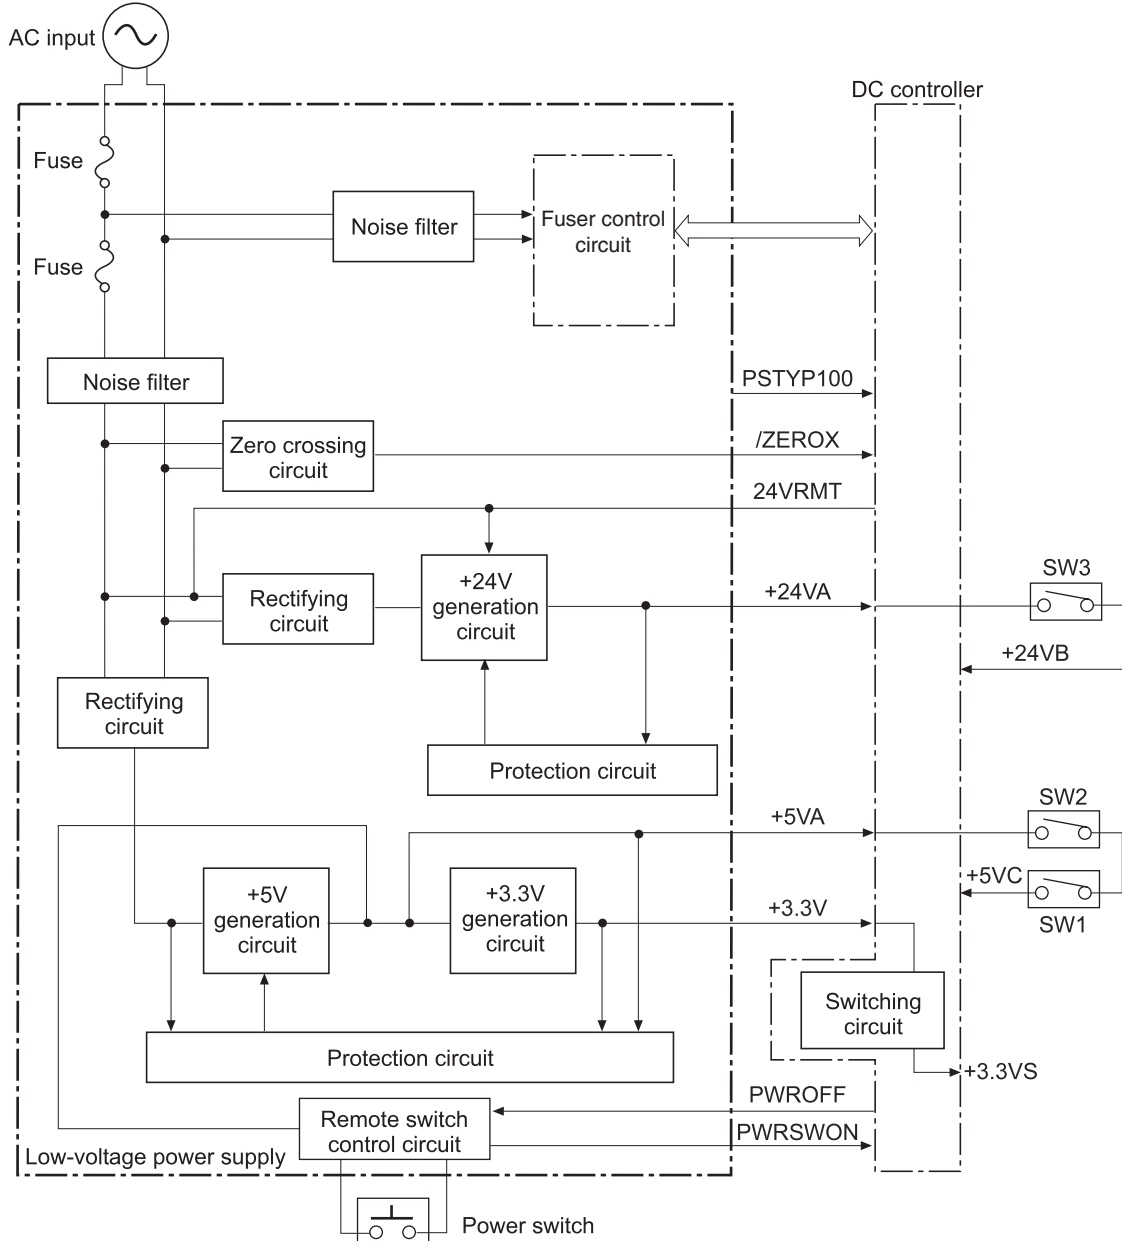 AC input
DC controller
Fuse
Noise filter
Fuser control
circuit
Fuse
Noise filter
PSTYP100
Zero crossing
circuit
/ZEROX
24VRMT
Rectifying
circuit
+24V
generation
circuit
+24VA
SW3
+24VB
Rectifying
circuit
Protection circuit
SW2
+5VA
+5V
generation
circuit
+3.3V
generation
circuit
+3.3V
+5VC
SW1
Switching
circuit
Protection circuit
+3.3VS
PWROFF
Remote switch
control circuit
PWRSWON
Low-voltage power supply
Power switch